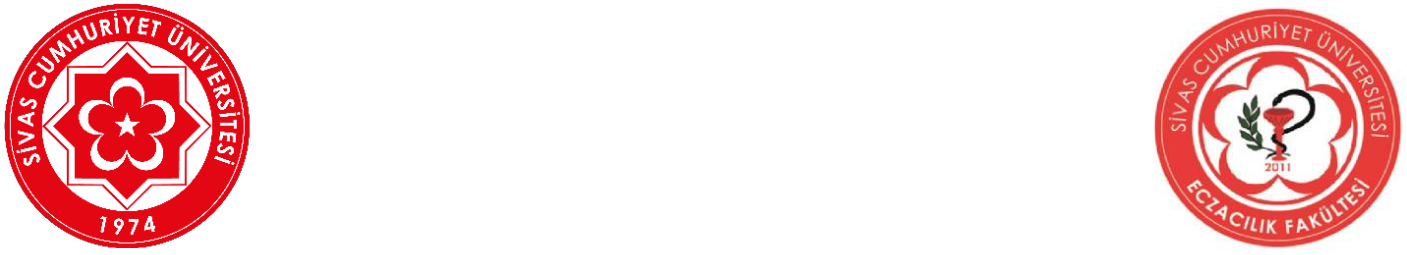 SİVAS CUMHURİYET ÜNİVERSİTESİ
1974
SİVAS CUMHURİYET ÜNİVERSİTESİ
2011
ECZACILIK FAKÜLTESİ